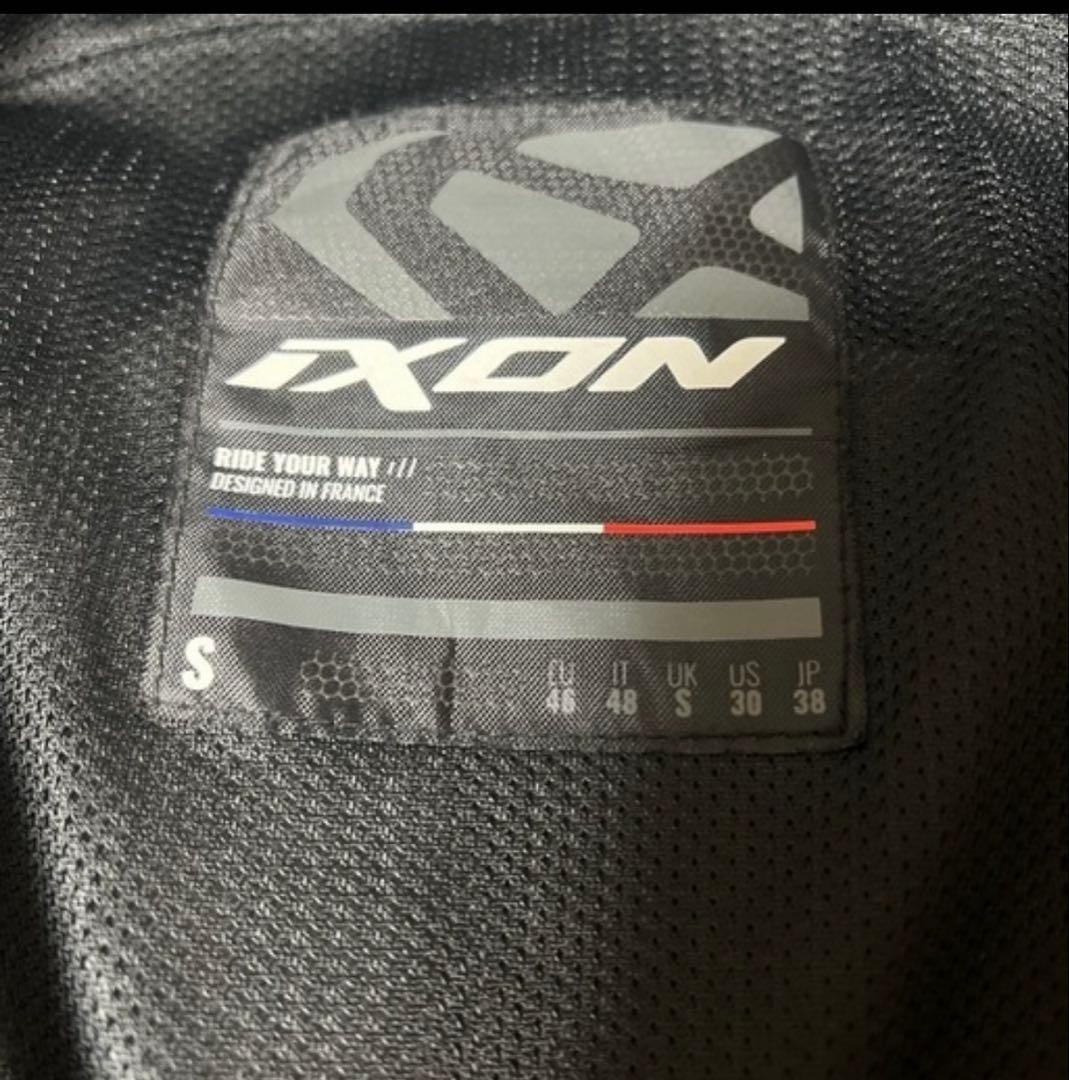 iXON
RIDE YOUR WAY ///
DESIGNED IN FRANCE
S
EU IT UK US JP
46 48 S 30 38